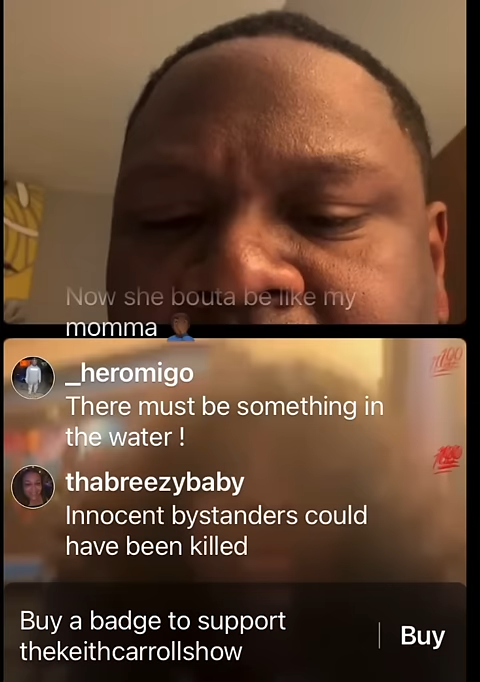 Now she bouta be like my
momma 🤦🏾‍♂️
💯
_heromigo
There must be something in
the water !
💯
thabreezybaby
Innocent bystanders could
have been killed
Buy a badge to support
thekeithcarrollshow
Buy